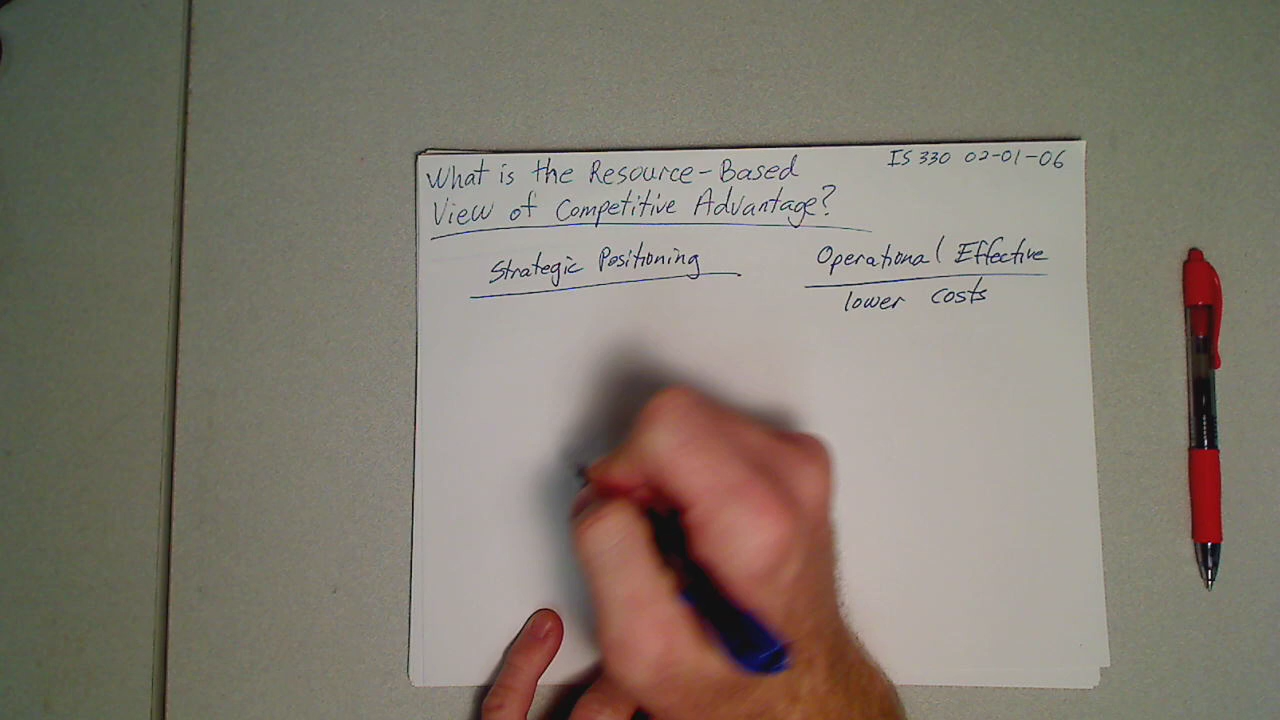 What is the Resource-Based
View of Competitive Advantage?
IS 330 02-01-06
Strategic Positioning
Operational Effective
lower costs